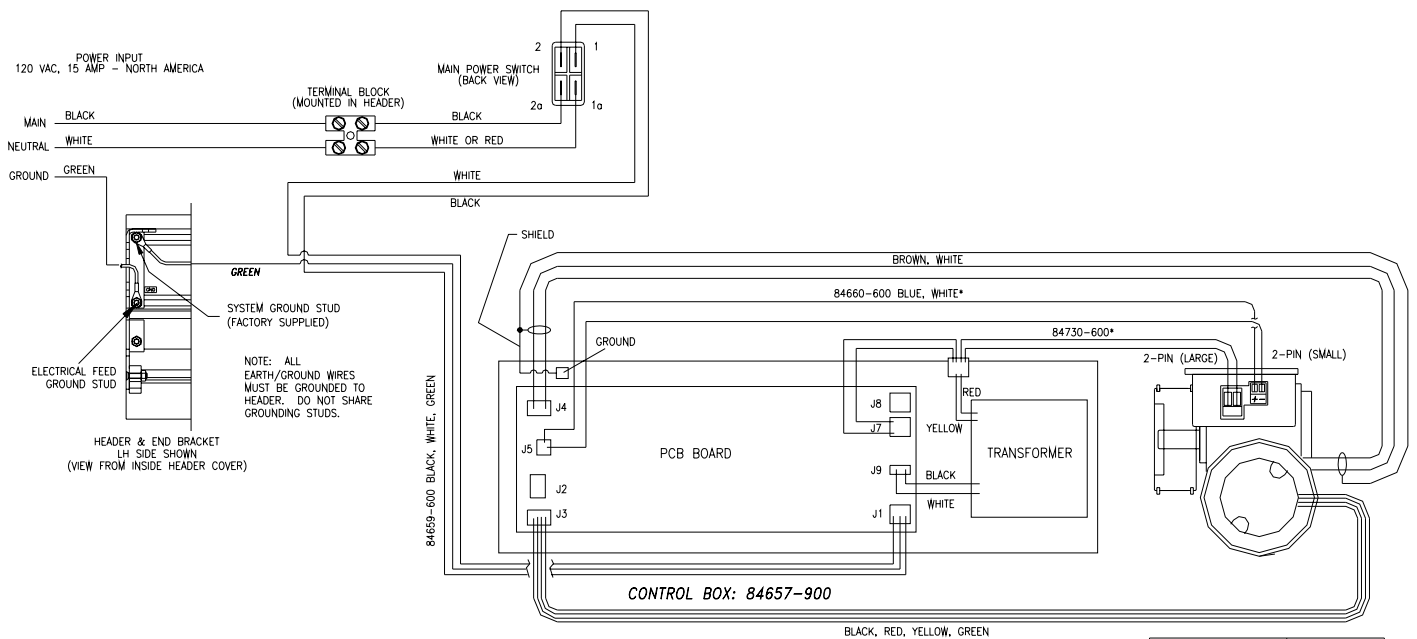 POWER INPUT
120 VAC, 15 AMP - NORTH AMERICA
MAIN
BLACK
NEUTRAL
WHITE
GROUND
GREEN
TERMINAL BLOCK
(MOUNTED IN HEADER)
BLACK
WHITE OR RED
MAIN POWER SWITCH
(BACK VIEW)
2
1
2a
1a
WHITE
BLACK
GREEN
GND
SYSTEM GROUND STUD
(FACTORY SUPPLIED)
ELECTRICAL FEED
GROUND STUD
NOTE: ALL
EARTH/GROUND WIRES
MUST BE GROUNDED TO
HEADER. DO NOT SHARE
GROUNDING STUDS.
HEADER & END BRACKET
LH SIDE SHOWN
(VIEW FROM INSIDE HEADER COVER)
84659-600 BLACK, WHITE, GREEN
SHIELD
GROUND
BROWN, WHITE
84660-600 BLUE, WHITE*
84730-600*
2-PIN (LARGE)
2-PIN (SMALL)
+ -
J4
J5
J2
J3
PCB BOARD
J8
J7
J9
J1
RED
YELLOW
BLACK
WHITE
TRANSFORMER
CONTROL BOX: 84657-900
BLACK, RED, YELLOW, GREEN